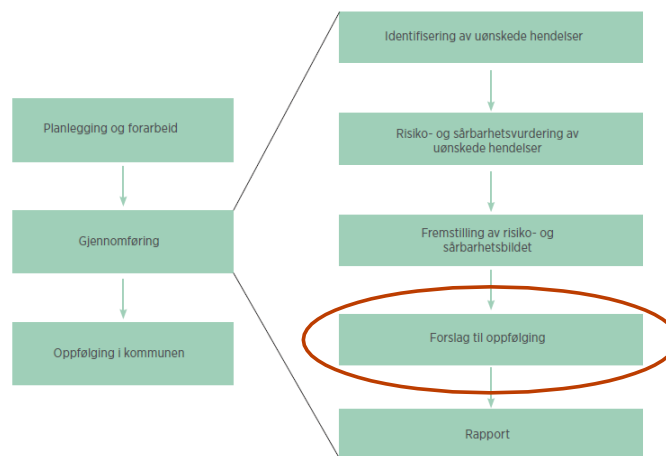 Planlegging og forarbeid
Gjennomføring
Oppfølging i kommunen
Identifisering av uønskede hendelser
Risiko- og sårbarhetsvurdering av
uønskede hendelser
Fremstilling av risiko- og
sårbarhetsbildet
Forslag til oppfølging
Rapport